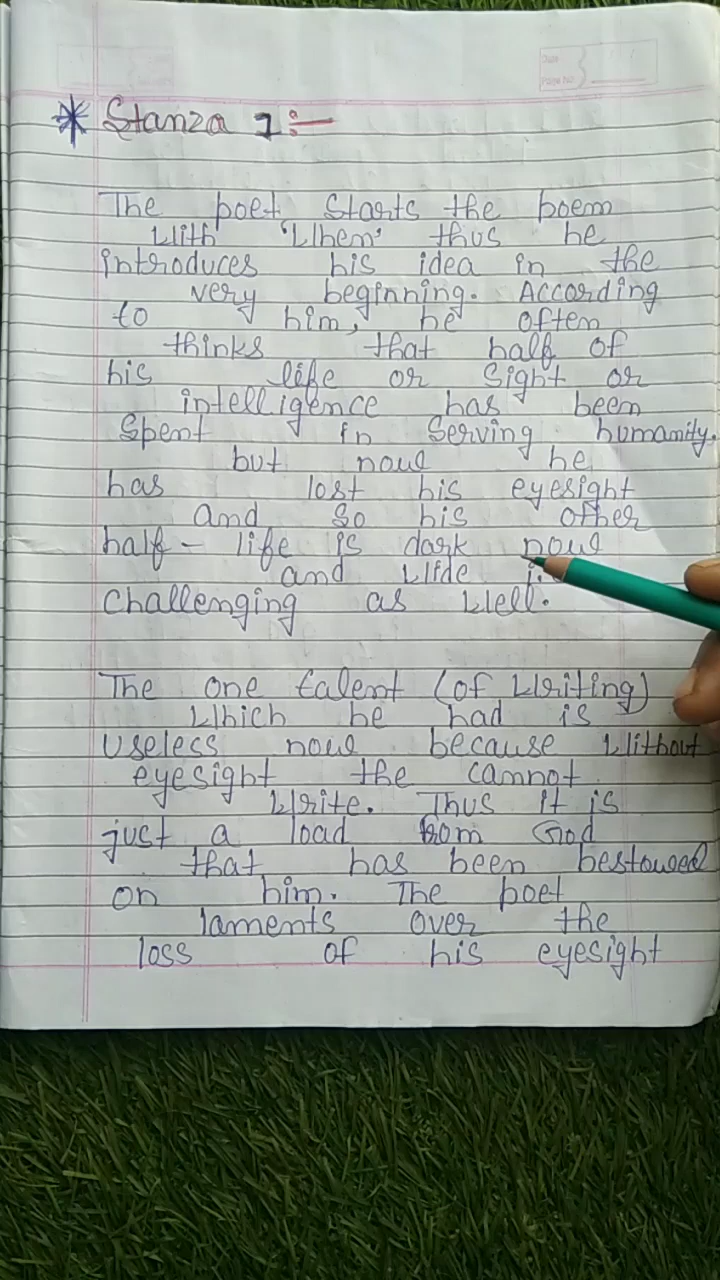 * Stanza 1 :-
The poet starts the poem
with 'When' thus he
introduces his idea in the
very beginning. According
to him, he often
thinks that half of
his life or sight or
intelligence has been
spent in serving humanity.
but now he
has lost his eyesight
and so his other
half - life is dark now
and wide
challenging as well.
The one talent (of writing)
which he had is
useless now because without
eyesight the cannot
write. Thus it is
just a load from God
that has been bestowed
on him. The poet
laments over the
loss of his eyesight